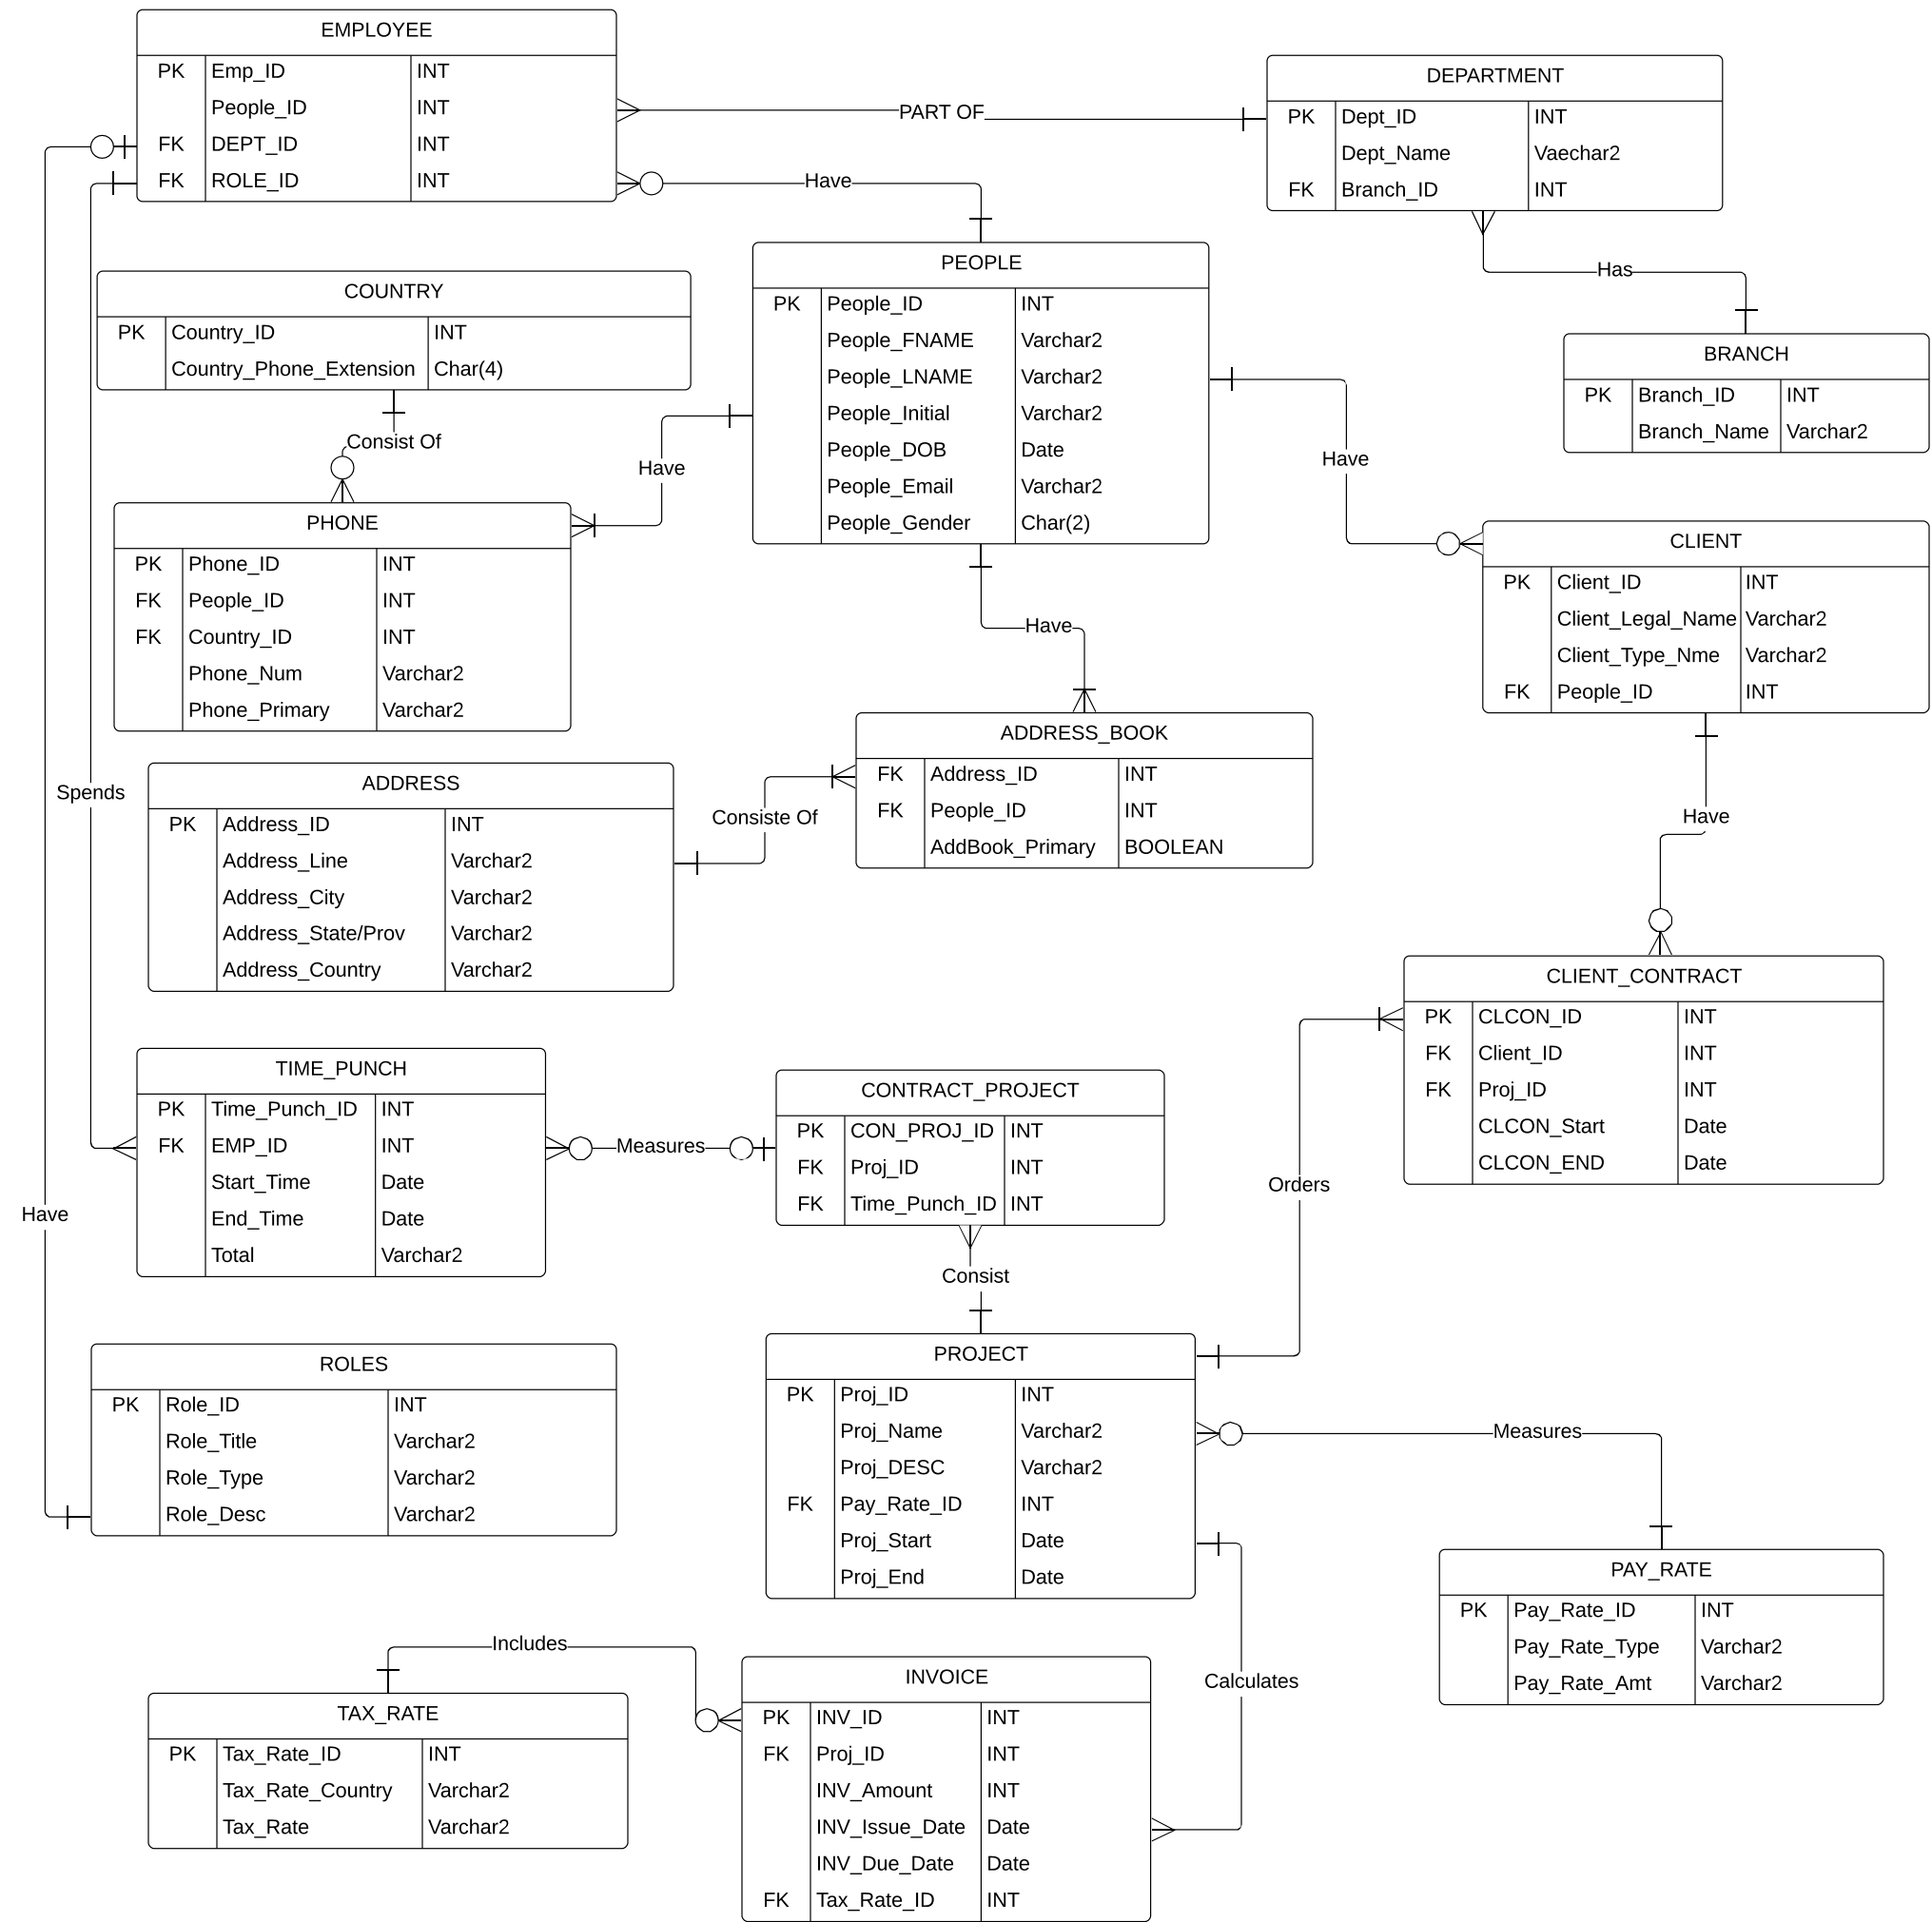 EMPLOYEE
PK Emp_ID INT
People_ID INT
FK DEPT_ID INT
FK ROLE_ID INT
PART OF
Have
DEPARTMENT
PK Dept_ID INT
Dept_Name Vaechar2
FK Branch_ID INT
Has
BRANCH
PK Branch_ID INT
Branch_Name Varchar2
COUNTRY
PK Country_ID INT
Country_Phone_Extension Char(4)
Consist Of
PEOPLE
PK People_ID INT
People_FNAME Varchar2
People_LNAME Varchar2
People_Initial Varchar2
People_DOB Date
People_Email Varchar2
People_Gender Char(2)
Have
Have
Have
PHONE
PK Phone_ID INT
FK People_ID INT
FK Country_ID INT
Phone_Num Varchar2
Phone_Primary Varchar2
CLIENT
PK Client_ID INT
Client_Legal_Name Varchar2
Client_Type_Nme Varchar2
FK People_ID INT
Have
Spends
ADDRESS
PK Address_ID INT
Address_Line Varchar2
Address_City Varchar2
Address_State/Prov Varchar2
Address_Country Varchar2
Consiste Of
ADDRESS_BOOK
FK Address_ID INT
FK People_ID INT
AddBook_Primary BOOLEAN
CLIENT_CONTRACT
PK CLCON_ID INT
FK Client_ID INT
FK Proj_ID INT
CLCON_Start Date
CLCON_END Date
Orders
TIME_PUNCH
PK Time_Punch_ID INT
FK EMP_ID INT
Start_Time Date
End_Time Date
Total Varchar2
Measures
CONTRACT_PROJECT
PK CON_PROJ_ID INT
FK Proj_ID INT
FK Time_Punch_ID INT
Consist
Have
ROLES
PK Role_ID INT
Role_Title Varchar2
Role_Type Varchar2
Role_Desc Varchar2
PROJECT
PK Proj_ID INT
Proj_Name Varchar2
Proj_DESC Varchar2
FK Pay_Rate_ID INT
Proj_Start Date
Proj_End Date
Measures
PAY_RATE
PK Pay_Rate_ID INT
Pay_Rate_Type Varchar2
Pay_Rate_Amt Varchar2
Calculates
Includes
TAX_RATE
PK Tax_Rate_ID INT
Tax_Rate_Country Varchar2
Tax_Rate Varchar2
INVOICE
PK INV_ID INT
FK Proj_ID INT
INV_Amount INT
INV_Issue_Date Date
INV_Due_Date Date
FK Tax_Rate_ID INT